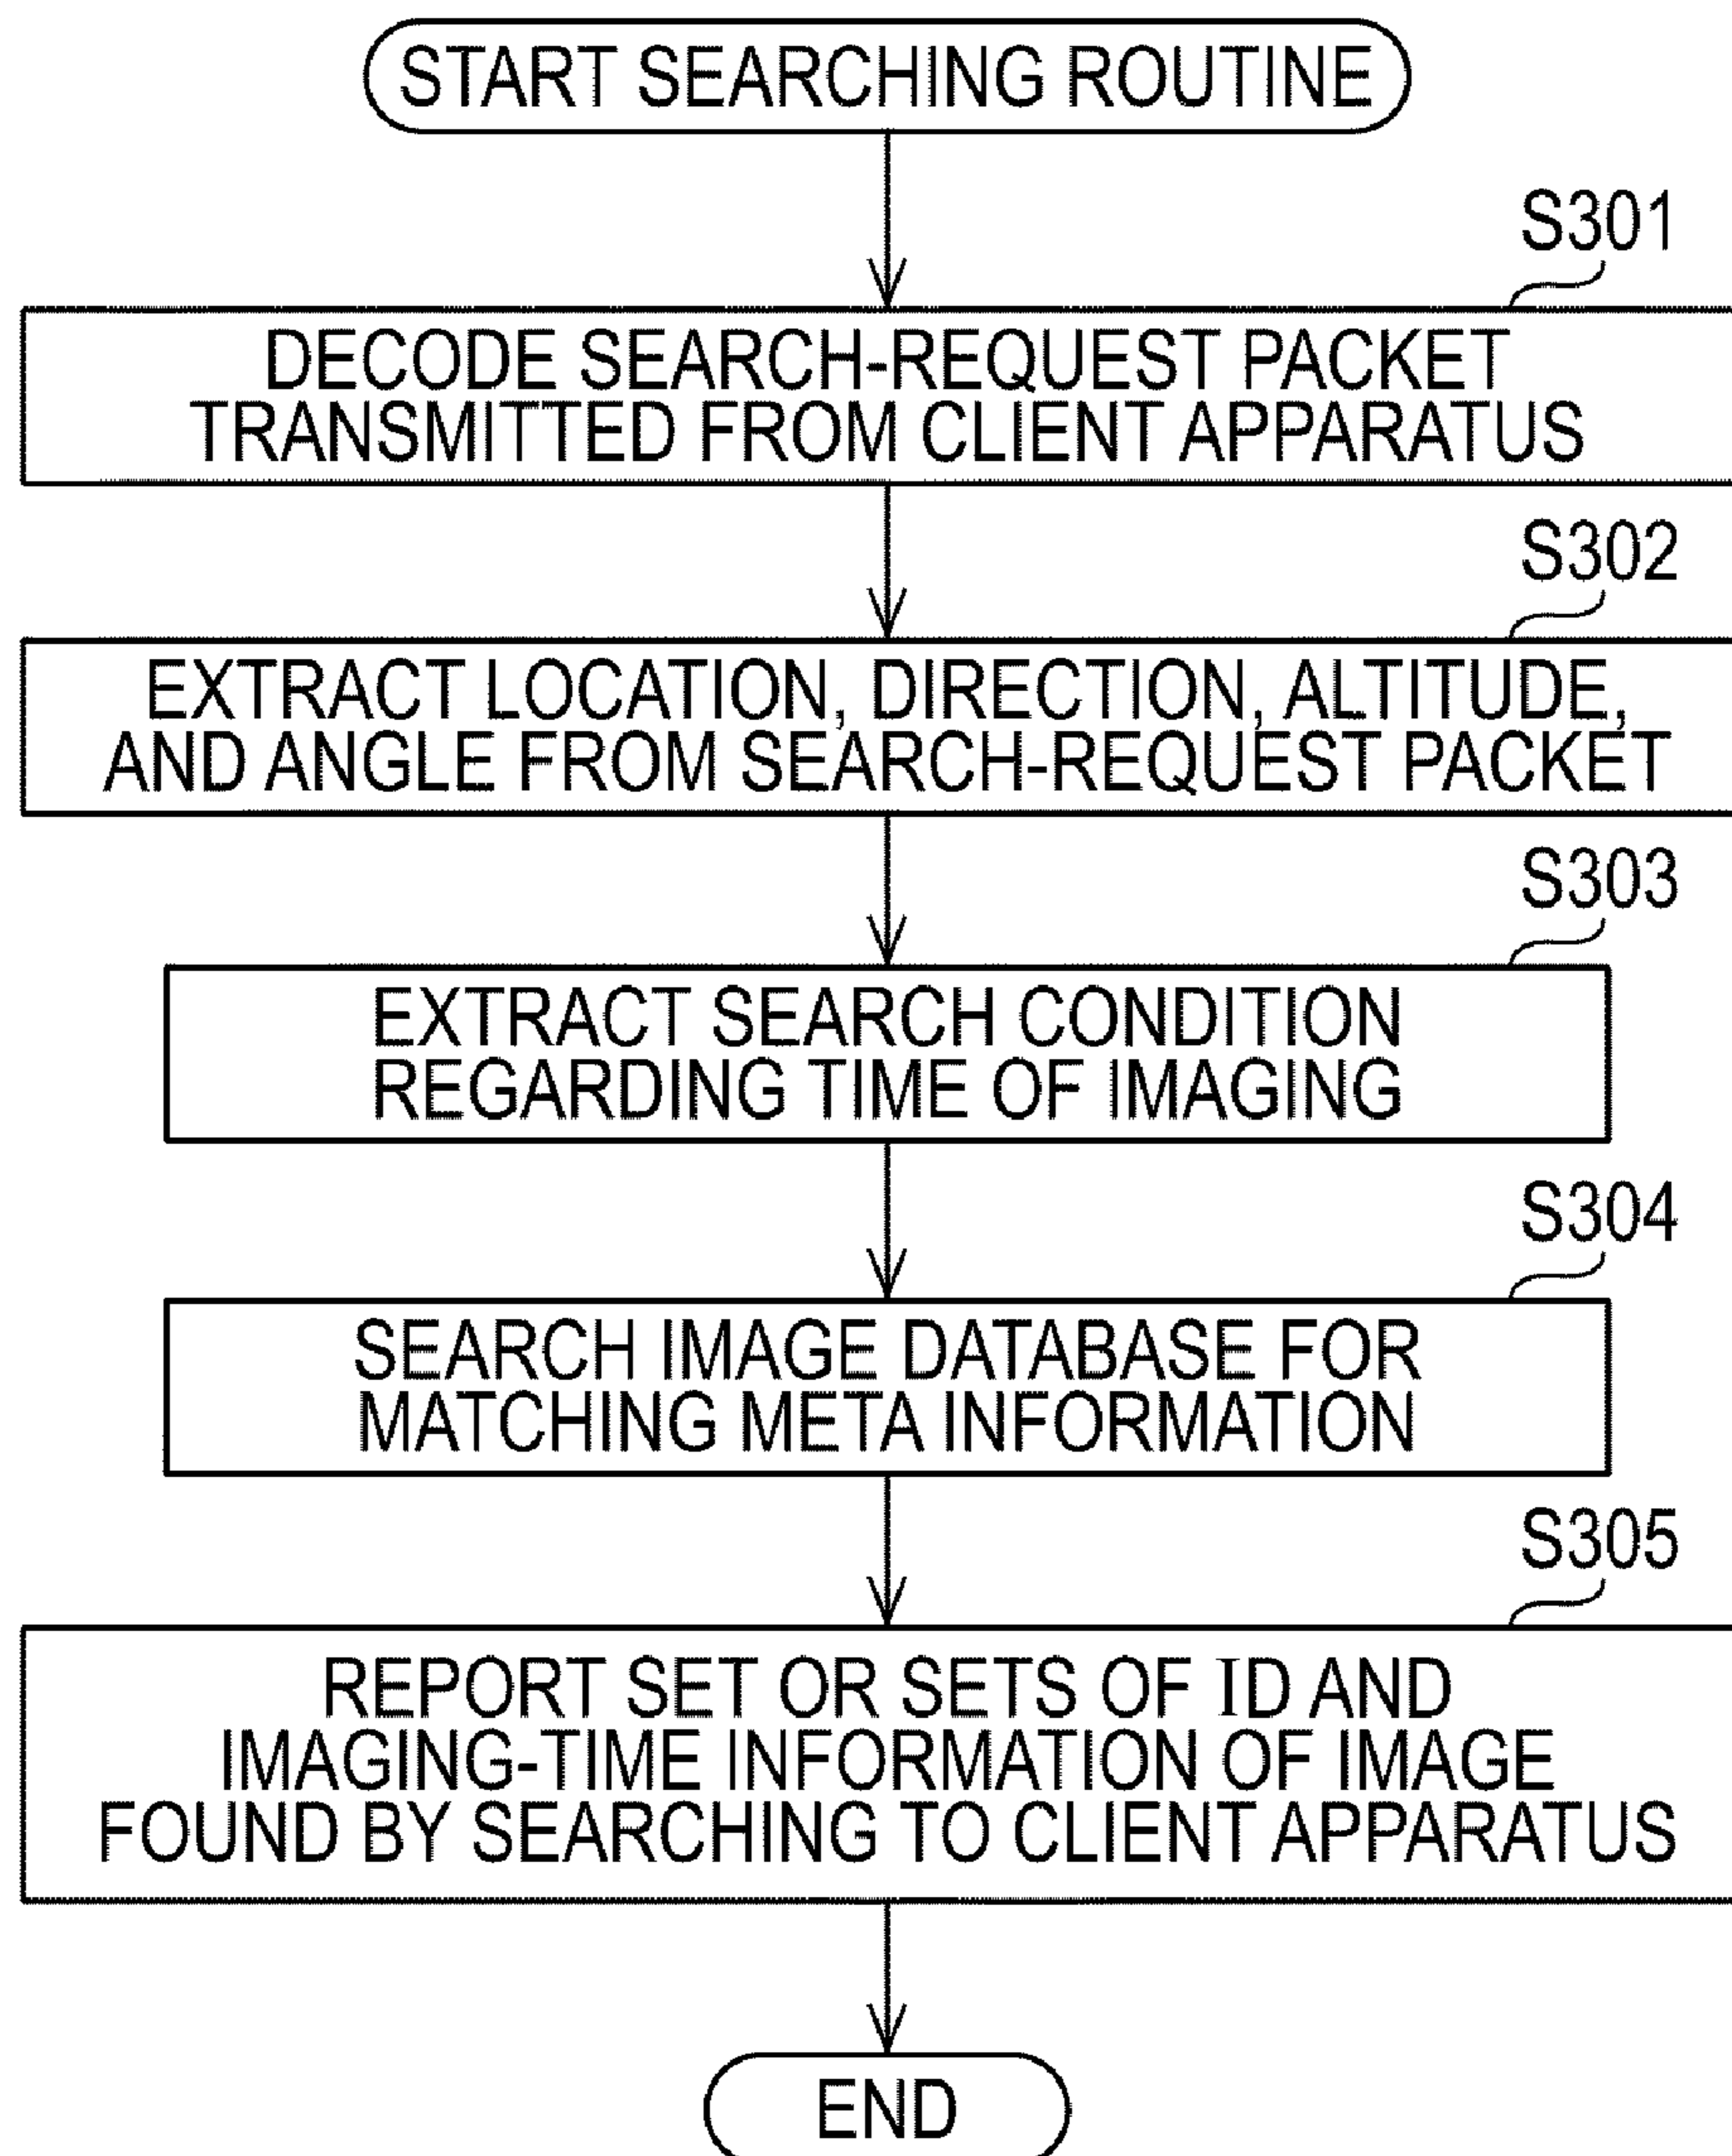 START SEARCHING ROUTINE
S301
DECODE SEARCH-REQUEST PACKET
TRANSMITTED FROM CLIENT APPARATUS
S302
EXTRACT LOCATION, DIRECTION, ALTITUDE,
AND ANGLE FROM SEARCH-REQUEST PACKET
S303
EXTRACT SEARCH CONDITION
REGARDING TIME OF IMAGING
S304
SEARCH IMAGE DATABASE FOR
MATCHING META INFORMATION
S305
REPORT SET OR SETS OF ID AND
IMAGING-TIME INFORMATION OF IMAGE
FOUND BY SEARCHING TO CLIENT APPARATUS
END